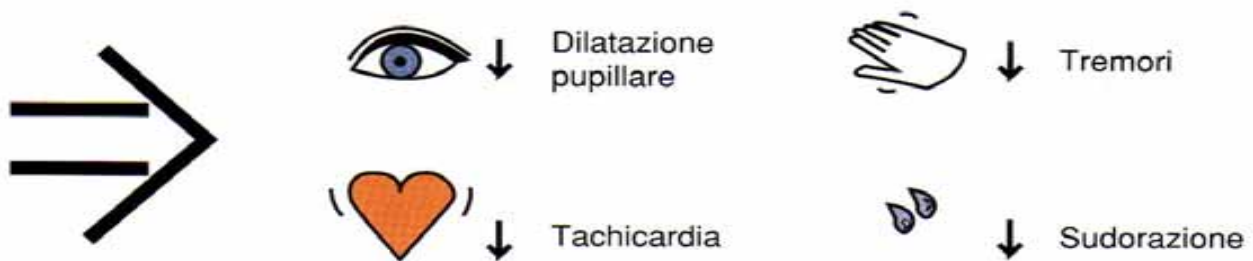 Dilatazione
pupillare
Tremori
Tachicardia
Sudorazione